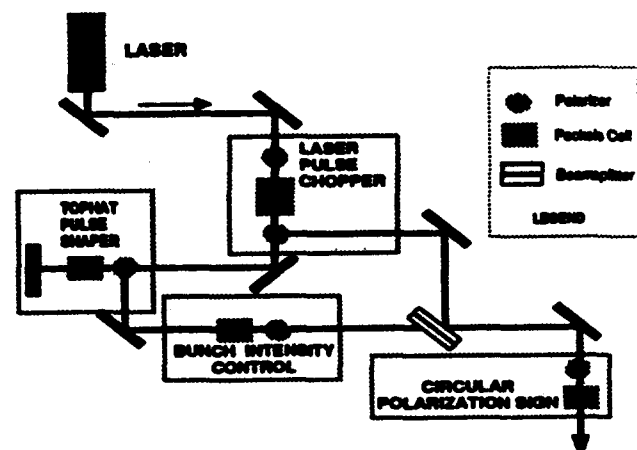 LASER
LASER
PULSE
CHOPPER
Polarizer
Pockels Cell
Beamsplitter
LEGEND
TOPHAT
PULSE
SHAPER
BUNCH INTENSITY
CONTROL
CIRCULAR
POLARIZATION SIGN